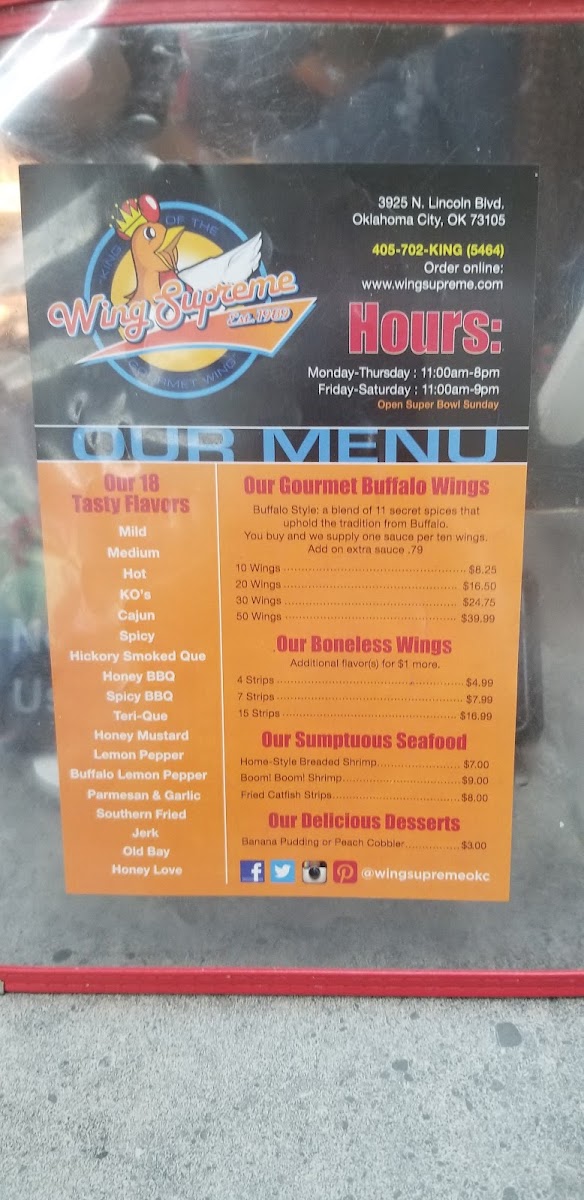 KING OF THE
Wing Supreme
Est. 1969
GOURMET WING
3925 N. Lincoln Blvd.
Oklahoma City, OK 73105
405-702-KING (5464)
Order online:
www.wingsupreme.com
Hours:
Monday-Thursday : 11:00am-8pm
Friday-Saturday : 11:00am-9pm
Open Super Bowl Sunday
OUR MENU
Our 18
Tasty Flavors
Mild
Medium
Hot
KO's
Cajun
Spicy
Hickory Smoked Que
Honey BBQ
Spicy BBQ
Teri-Que
Honey Mustard
Lemon Pepper
Buffalo Lemon Pepper
Parmesan & Garlic
Southern Fried
Jerk
Old Bay
Honey Love
Our Gourmet Buffalo Wings
Buffalo Style: a blend of 11 secret spices that
uphold the tradition from Buffalo.
You buy and we supply one sauce per ten wings.
Add on extra sauce .79
10 Wings $8.25
20 Wings $16.50
30 Wings $24.75
50 Wings $39.99
Our Boneless Wings
Additional flavor(s) for $1 more.
4 Strips $4.99
7 Strips $7.99
15 Strips $16.99
Our Sumptuous Seafood
Home-Style Breaded Shrimp $7.00
Boom! Boom! Shrimp $9.00
Fried Catfish Strips $8.00
Our Delicious Desserts
Banana Pudding or Peach Cobbler $3.00
@wingsupremeokc